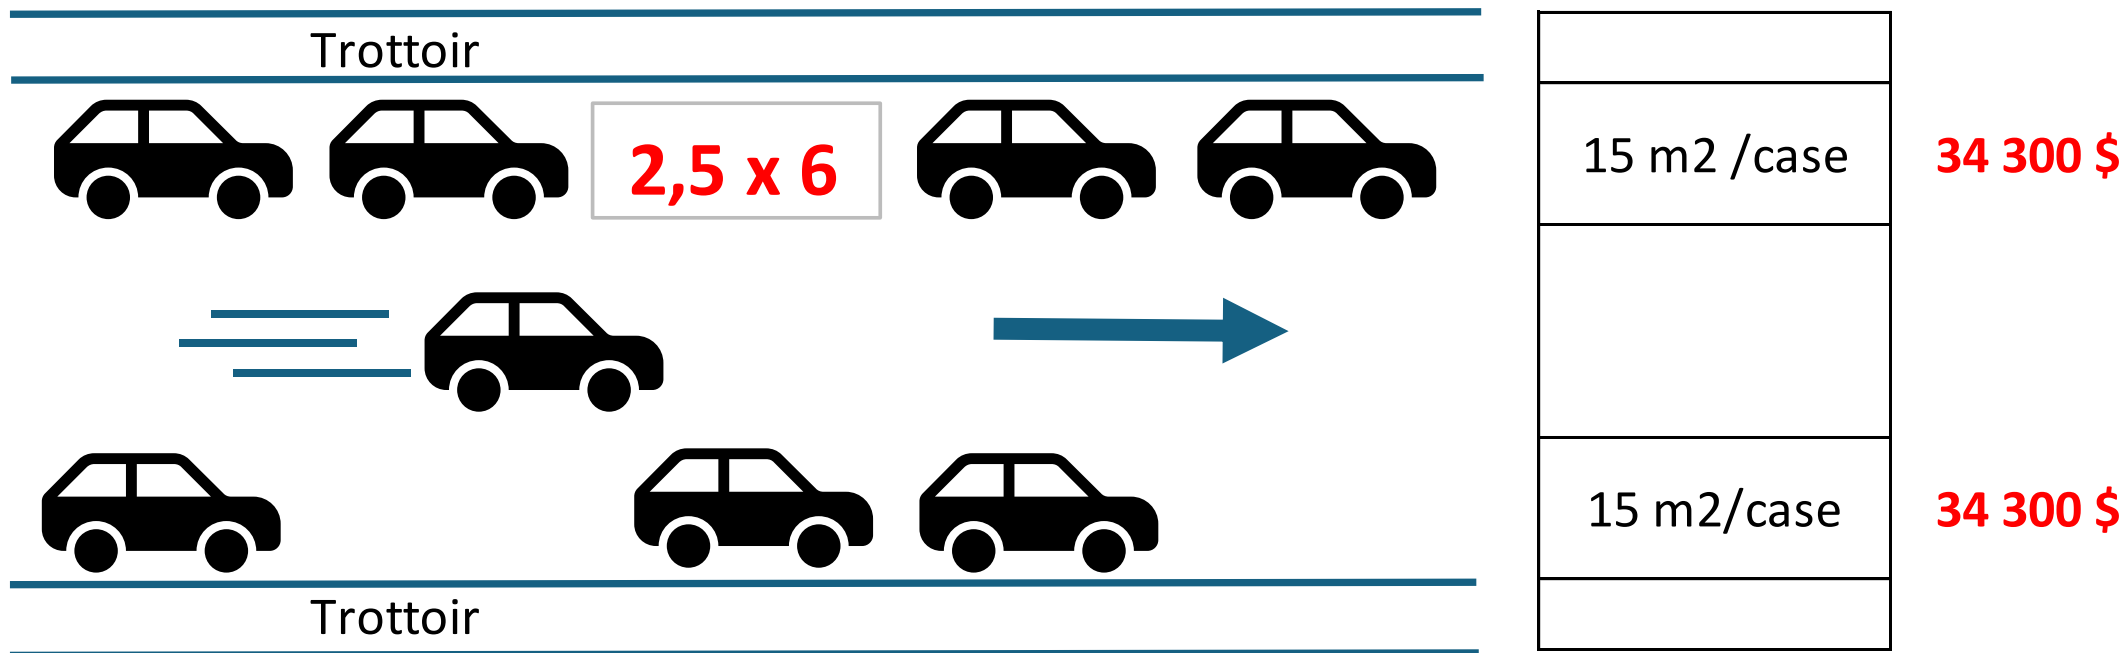 Trottoir
2,5 x 6
15 m2 /case
34 300 $
15 m2/case
34 300 $
Trottoir